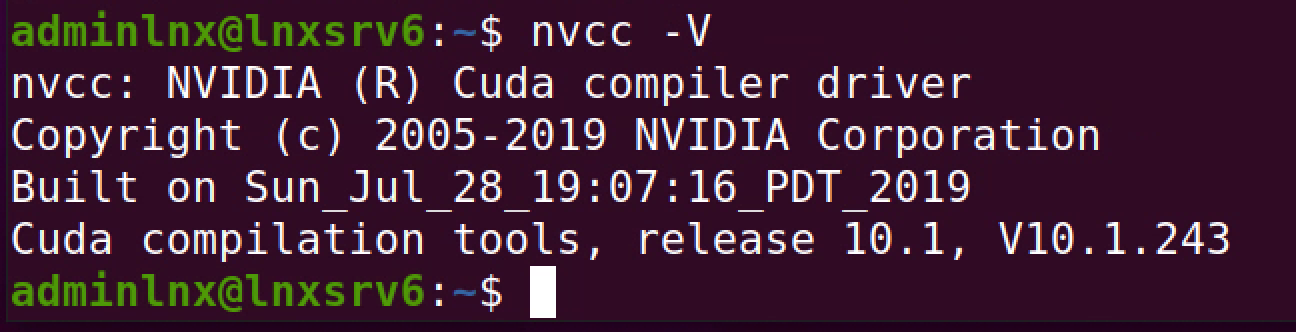 adminlnx@lnxsrv6:~$ nvcc -V
nvcc: NVIDIA (R) Cuda compiler driver
Copyright (c) 2005-2019 NVIDIA Corporation
Built on Sun_Jul_28_19:07:16_PDT_2019
Cuda compilation tools, release 10.1, V10.1.243
adminlnx@lnxsrv6:~$